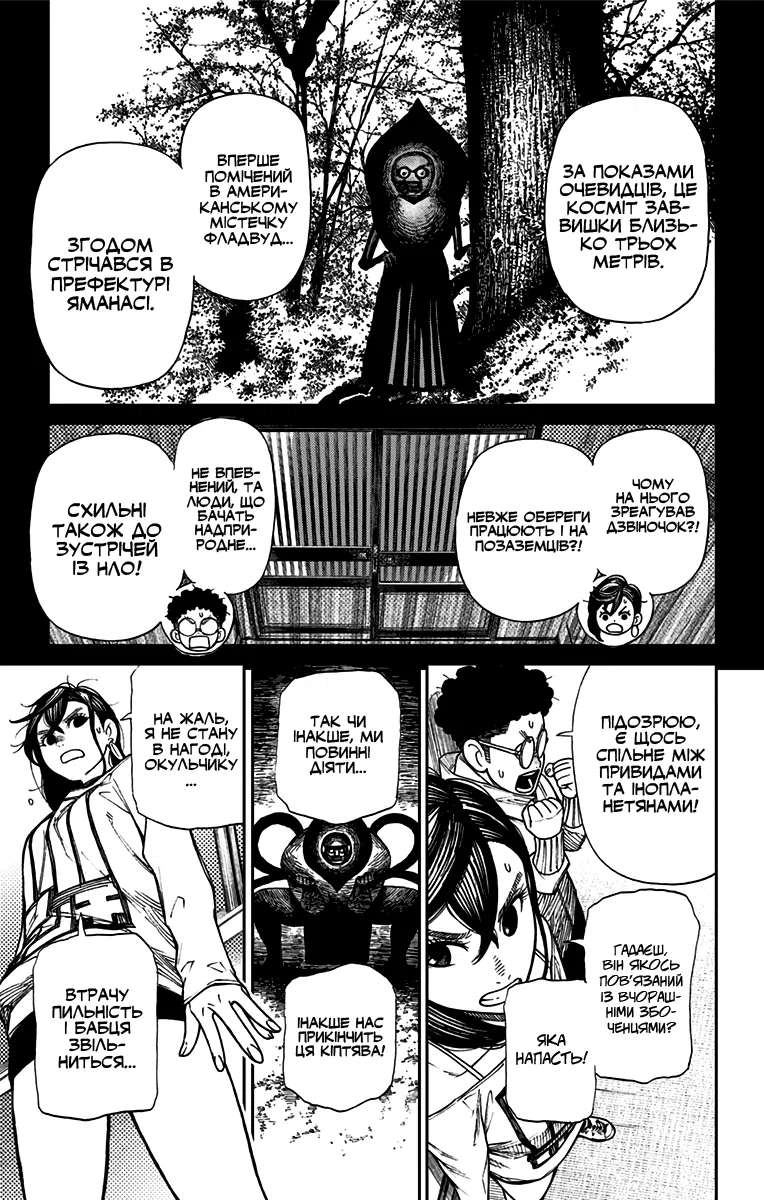 ЗА ПОКАЗАМИ
ОЧЕВИДЦІВ, ЦЕ
КОСМІТ ЗАВ-
ВИШКИ БЛИЗЬ-
КО ТРЬОХ
МЕТРІВ.
ВПЕРШЕ
ПОМІЧЕНИЙ
В АМЕРИ-
КАНСЬКОМУ
МІСТЕЧКУ
ФЛАДВУД...
ЗГОДОМ
СТРІЧАВСЯ В
ПРЕФЕКТУРІ
ЯМАНАСІ.
ЧОМУ
НА НЬОГО
ЗРЕАГУВАВ
ДЗВІНОЧОК?!
НЕВЖЕ ОБЕРЕГИ
ПРАЦЮЮТЬ І НА
ПОЗАЗЕМЦІВ?!
НЕ ВПЕВ-
НЕНИЙ, ТА
ЛЮДИ, ЩО
БАЧАТЬ
НАДПРИ-
РОДНЕ...
СХИЛЬНІ
ТАКОЖ ДО
ЗУСТРІЧЕЙ
ІЗ НЛО!
ПІДОЗРЮЮ,
Є ЩОСЬ
СПІЛЬНЕ МІЖ
ПРИВИДАМИ
ТА ІНОПЛА-
НЕТЯНАМИ!
ГАДАЄШ,
ВІН ЯКОСЬ
ПОВ'ЯЗАНИЙ
ІЗ ВЧОРАШ-
НІМИ ЗБО-
ЧЕНЦЯМИ?
ЯКА
НАПАСТЬ!
ТАК ЧИ
ІНАКШЕ, МИ
ПОВИННІ
ДІЯТИ...
ІНАКШЕ НАС
ПРИКІНЧИТЬ
ЦЯ КІПТЯВА!
НА ЖАЛЬ,
Я НЕ СТАНУ
В НАГОДІ,
ОКУЛЬЧИКУ
...
ВТРАЧУ
ПИЛЬНІСТЬ
І БАБЦЯ
ЗВІЛЬ-
НИТЬСЯ...